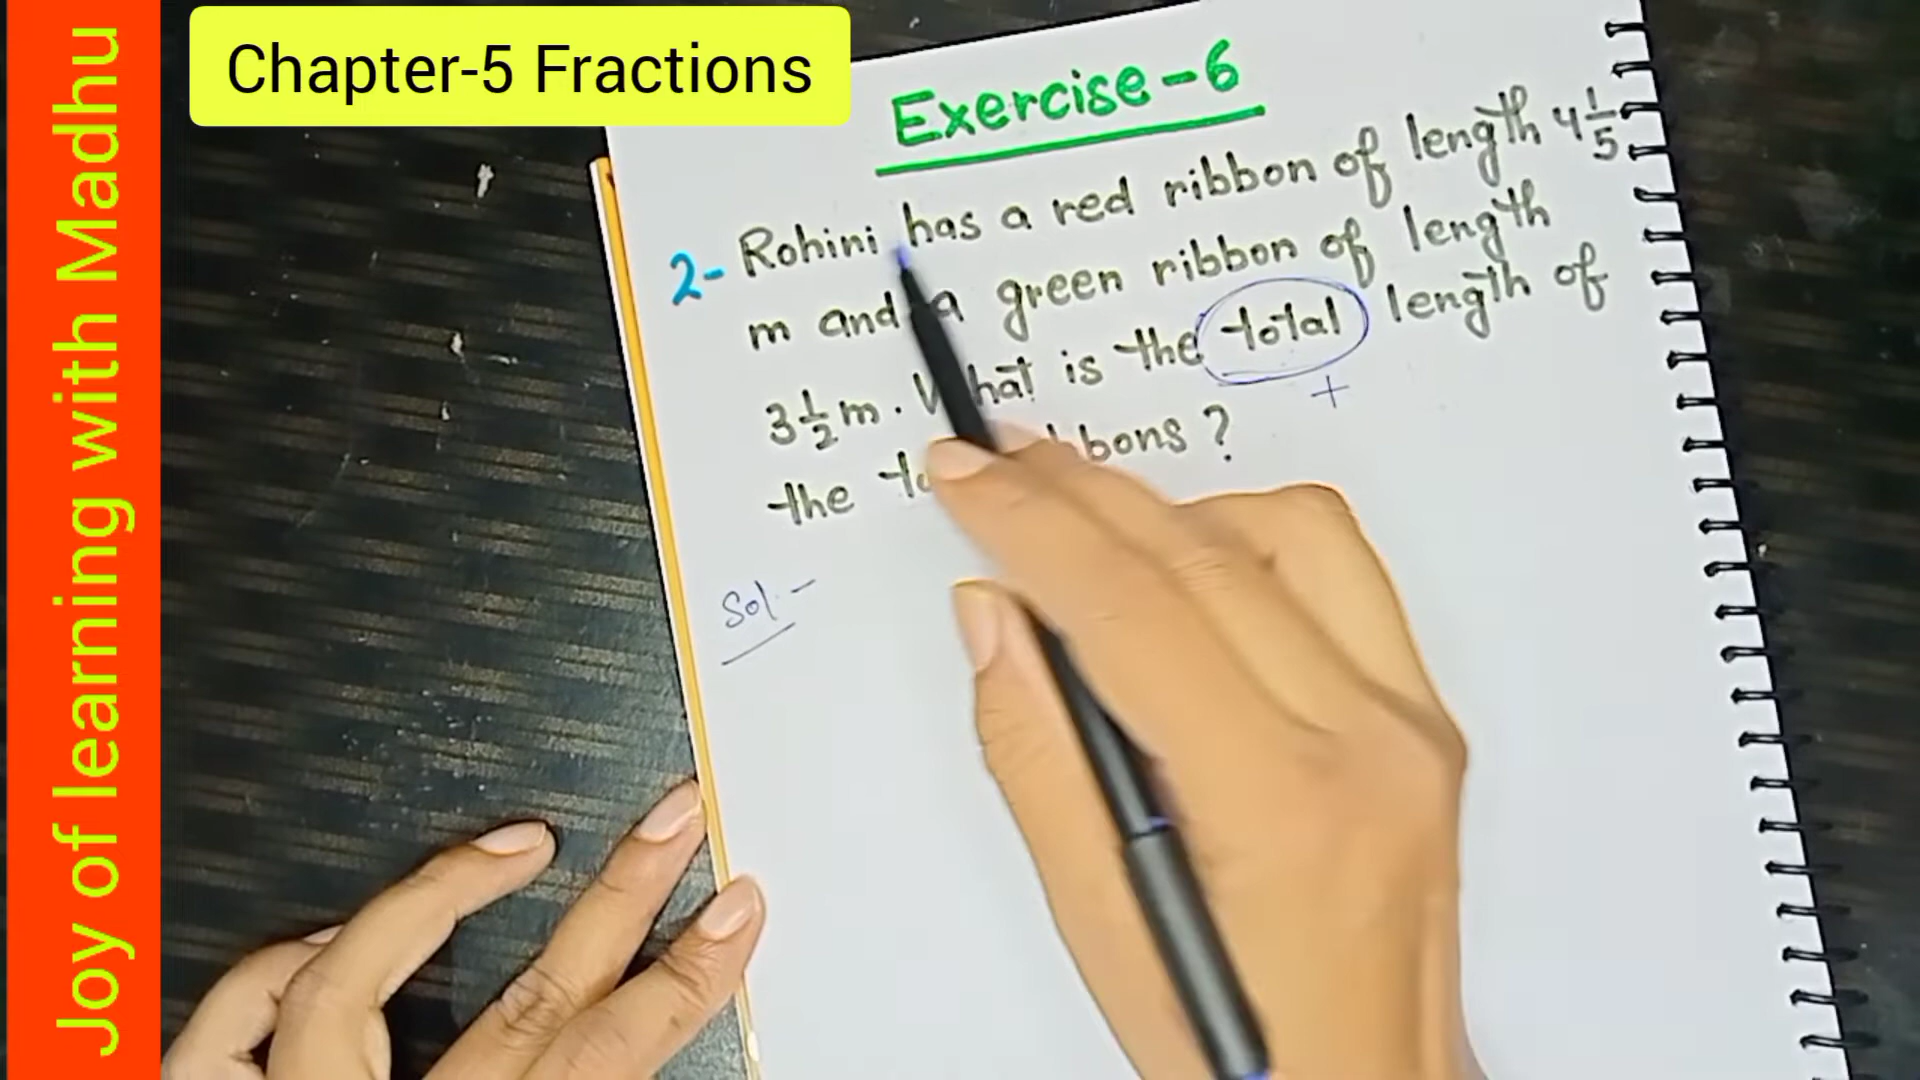 Joy of learning with Madhu
Chapter-5 Fractions
Exercise-6
2- Rohini has a red ribbon of length 4 1/5
m and a green ribbon of length
3 1/2 m. What is the total length of
+
the bbons ?
Sol:-